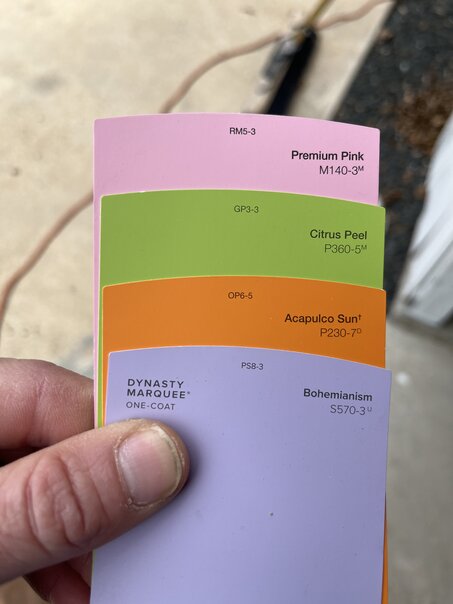 RM5-3
Premium Pink
M140-3ᴹ
GP3-3
Citrus Peel
P360-5ᴹ
OP6-5
Acapulco Sun†
P230-7ᴰ
PS8-3
DYNASTY
MARQUEE®
ONE-COAT
Bohemianism
S570-3ᵁ